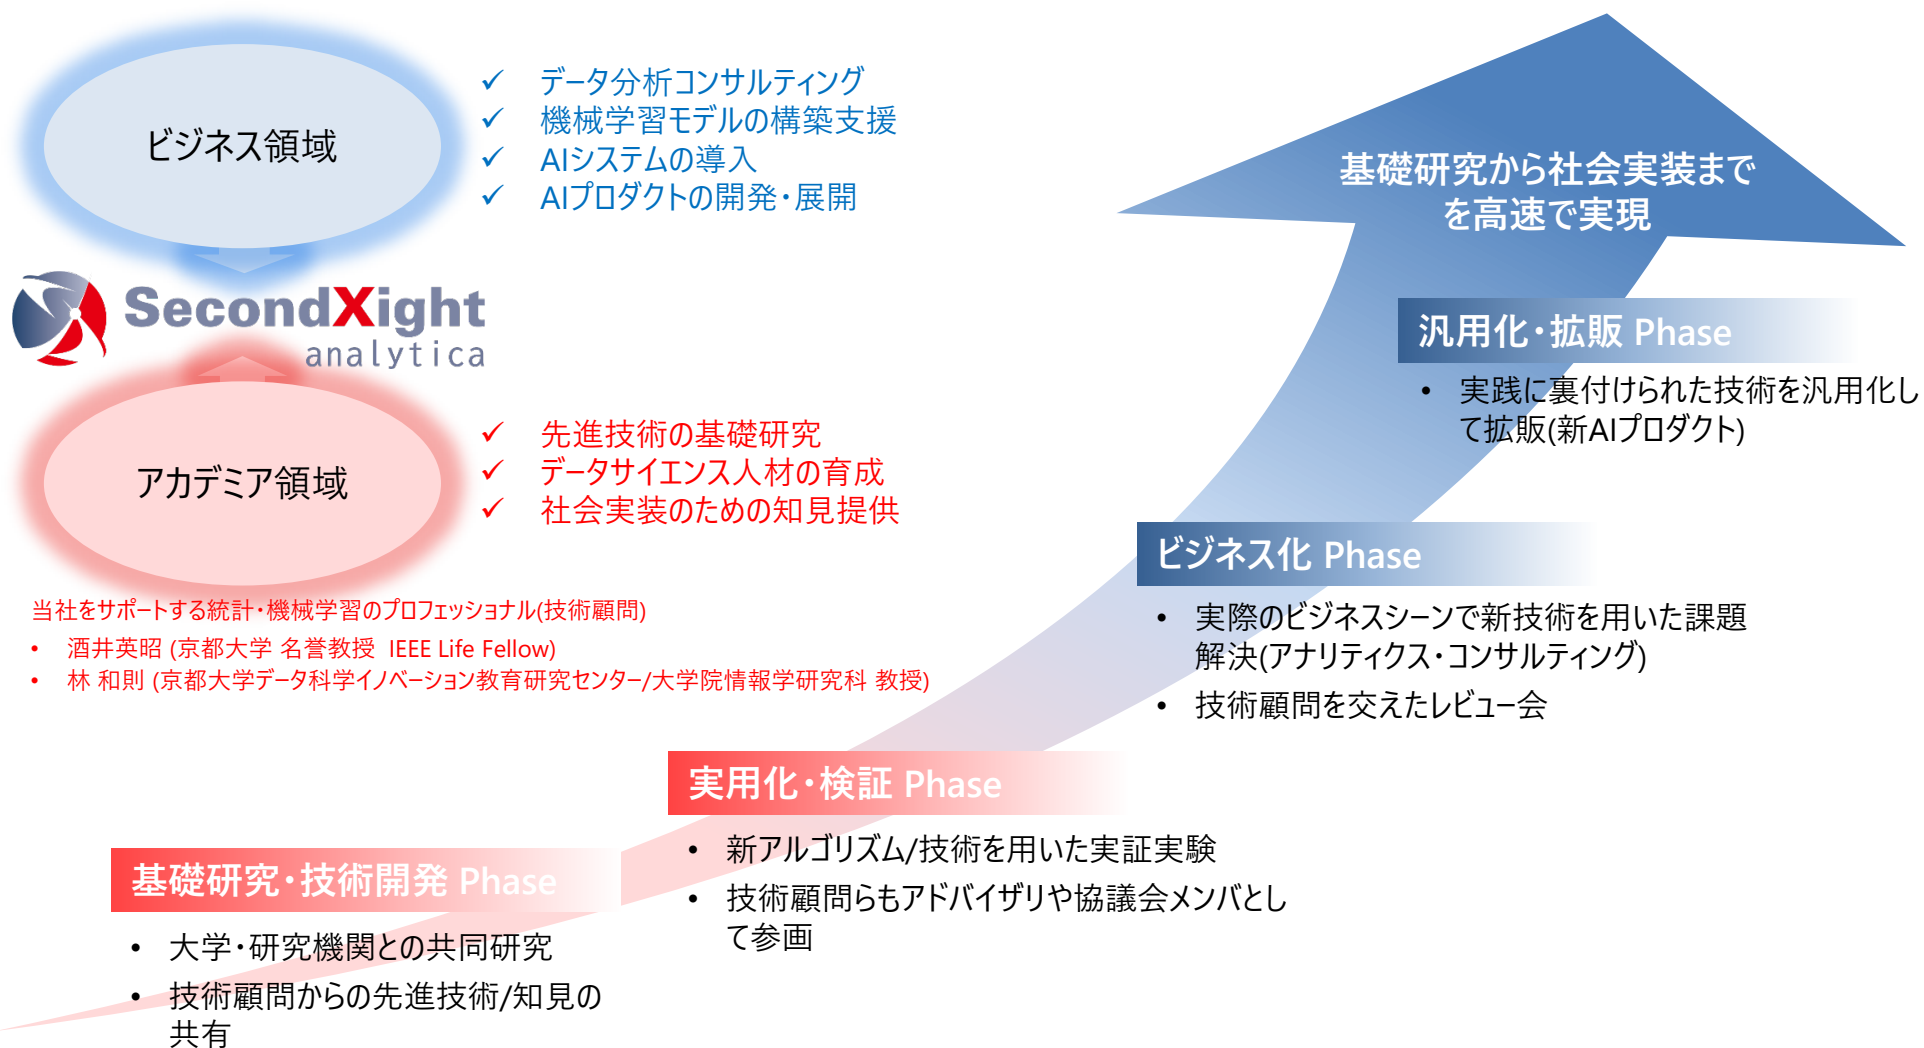 ビジネス領域
✓ データ分析コンサルティング
✓ 機械学習モデルの構築支援
✓ AIシステムの導入
✓ AIプロダクトの開発・展開
SecondXight
analytica
アカデミア領域
✓ 先進技術の基礎研究
✓ データサイエンス人材の育成
✓ 社会実装のための知見提供
当社をサポートする統計・機械学習のプロフェッショナル(技術顧問)
• 酒井英昭 (京都大学 名誉教授 IEEE Life Fellow)
• 林 和則 (京都大学データ科学イノベーション教育研究センター/大学院情報学研究科 教授)
基礎研究から社会実装まで
を高速で実現
汎用化・拡販 Phase
• 実践に裏付けられた技術を汎用化し
て拡販(新AIプロダクト)
ビジネス化 Phase
• 実際のビジネスシーンで新技術を用いた課題
解決(アナリティクス・コンサルティング)
• 技術顧問を交えたレビュー会
実用化・検証 Phase
• 新アルゴリズム/技術を用いた実証実験
• 技術顧問らもアドバイザリや協議会メンバとし
て参画
基礎研究・技術開発 Phase
• 大学・研究機関との共同研究
• 技術顧問からの先進技術/知見の
共有